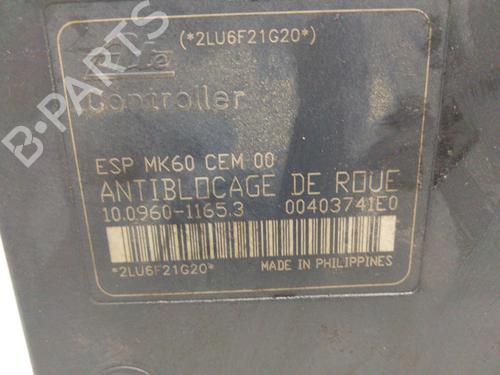 (*2LU6F21G20*)
Ate
Controller
ESP MK60 CEM 00
ANTIBLOCAGE DE ROUE
10.0960-1165.3 00403741E0
*2LU6F21G20* MADE IN PHILIPPINES
B-PARTS